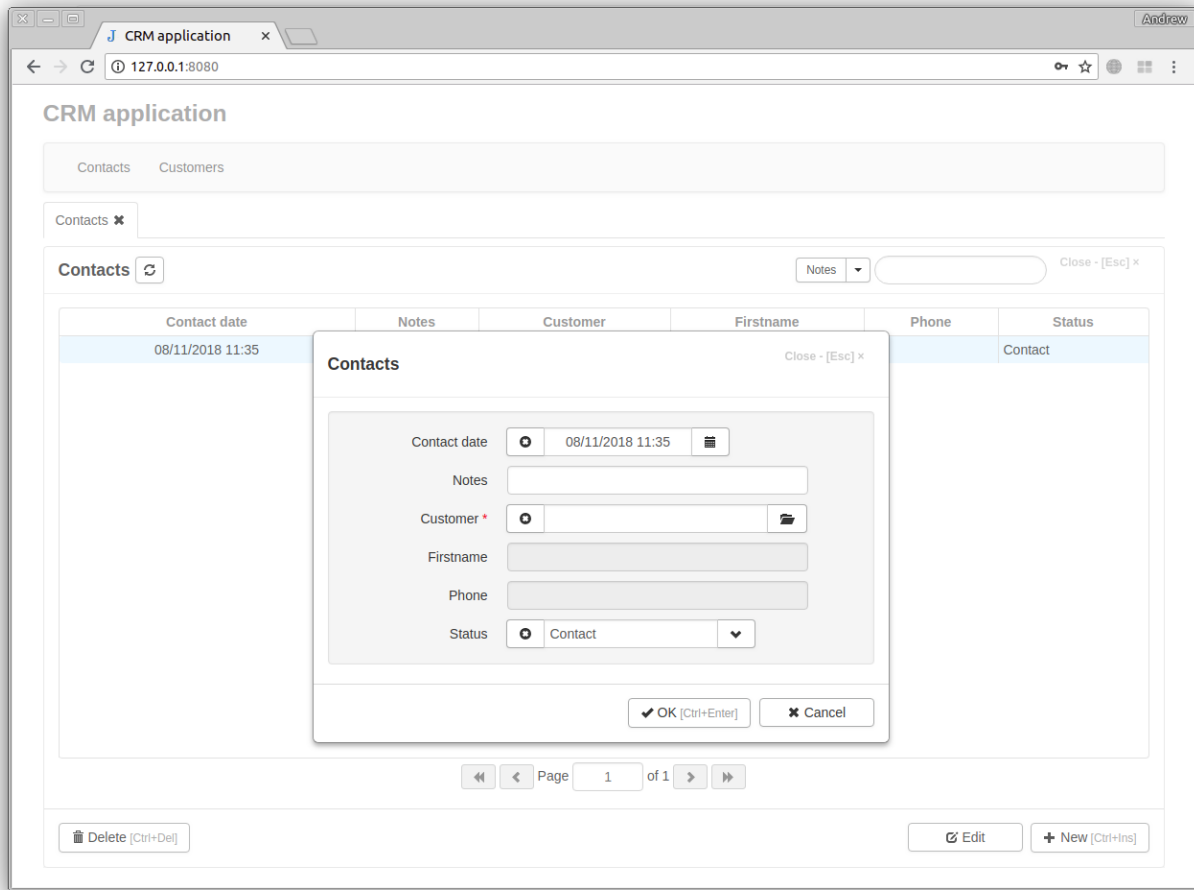 Andrew
J CRM application ×
127.0.0.1:8080
CRM application
Contacts Customers
Contacts ✖
Contacts Notes Close - [Esc] ×
Contact date Notes Customer Firstname Phone Status
08/11/2018 11:35 Contact
Contacts Close - [Esc] ×
Contact date 08/11/2018 11:35
Notes
Customer *
Firstname
Phone
Status Contact
OK [Ctrl+Enter] Cancel
Page 1 of 1
Delete [Ctrl+Del] Edit New [Ctrl+Ins]